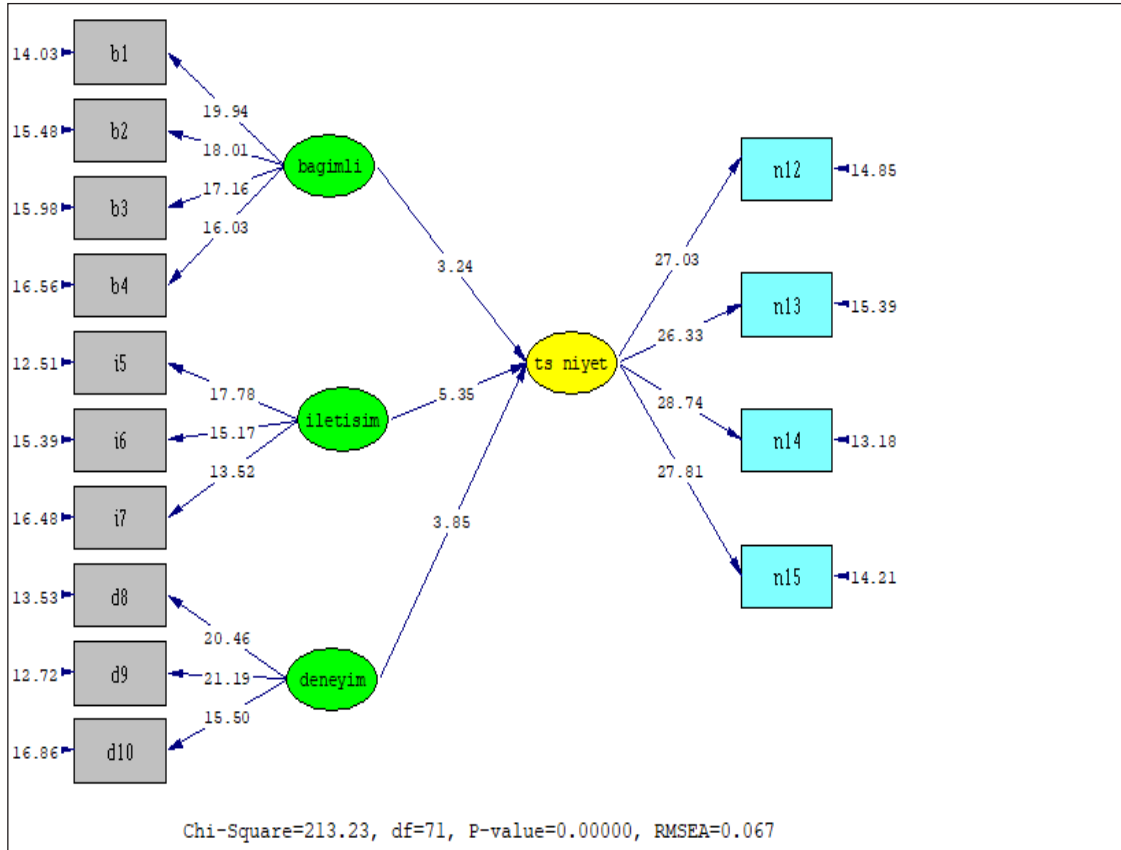 14.03
b1
15.48
b2
15.98
b3
16.56
b4
12.51
i5
15.39
i6
16.48
i7
13.53
d8
12.72
d9
16.86
d10
19.94
18.01
17.16
16.03
17.78
15.17
13.52
20.46
21.19
15.50
bagimli
iletisim
deneyim
3.24
5.35
3.85
ts niyet
27.03
26.33
28.74
27.81
n12
14.85
n13
15.39
n14
13.18
n15
14.21
Chi-Square=213.23, df=71, P-value=0.00000, RMSEA=0.067